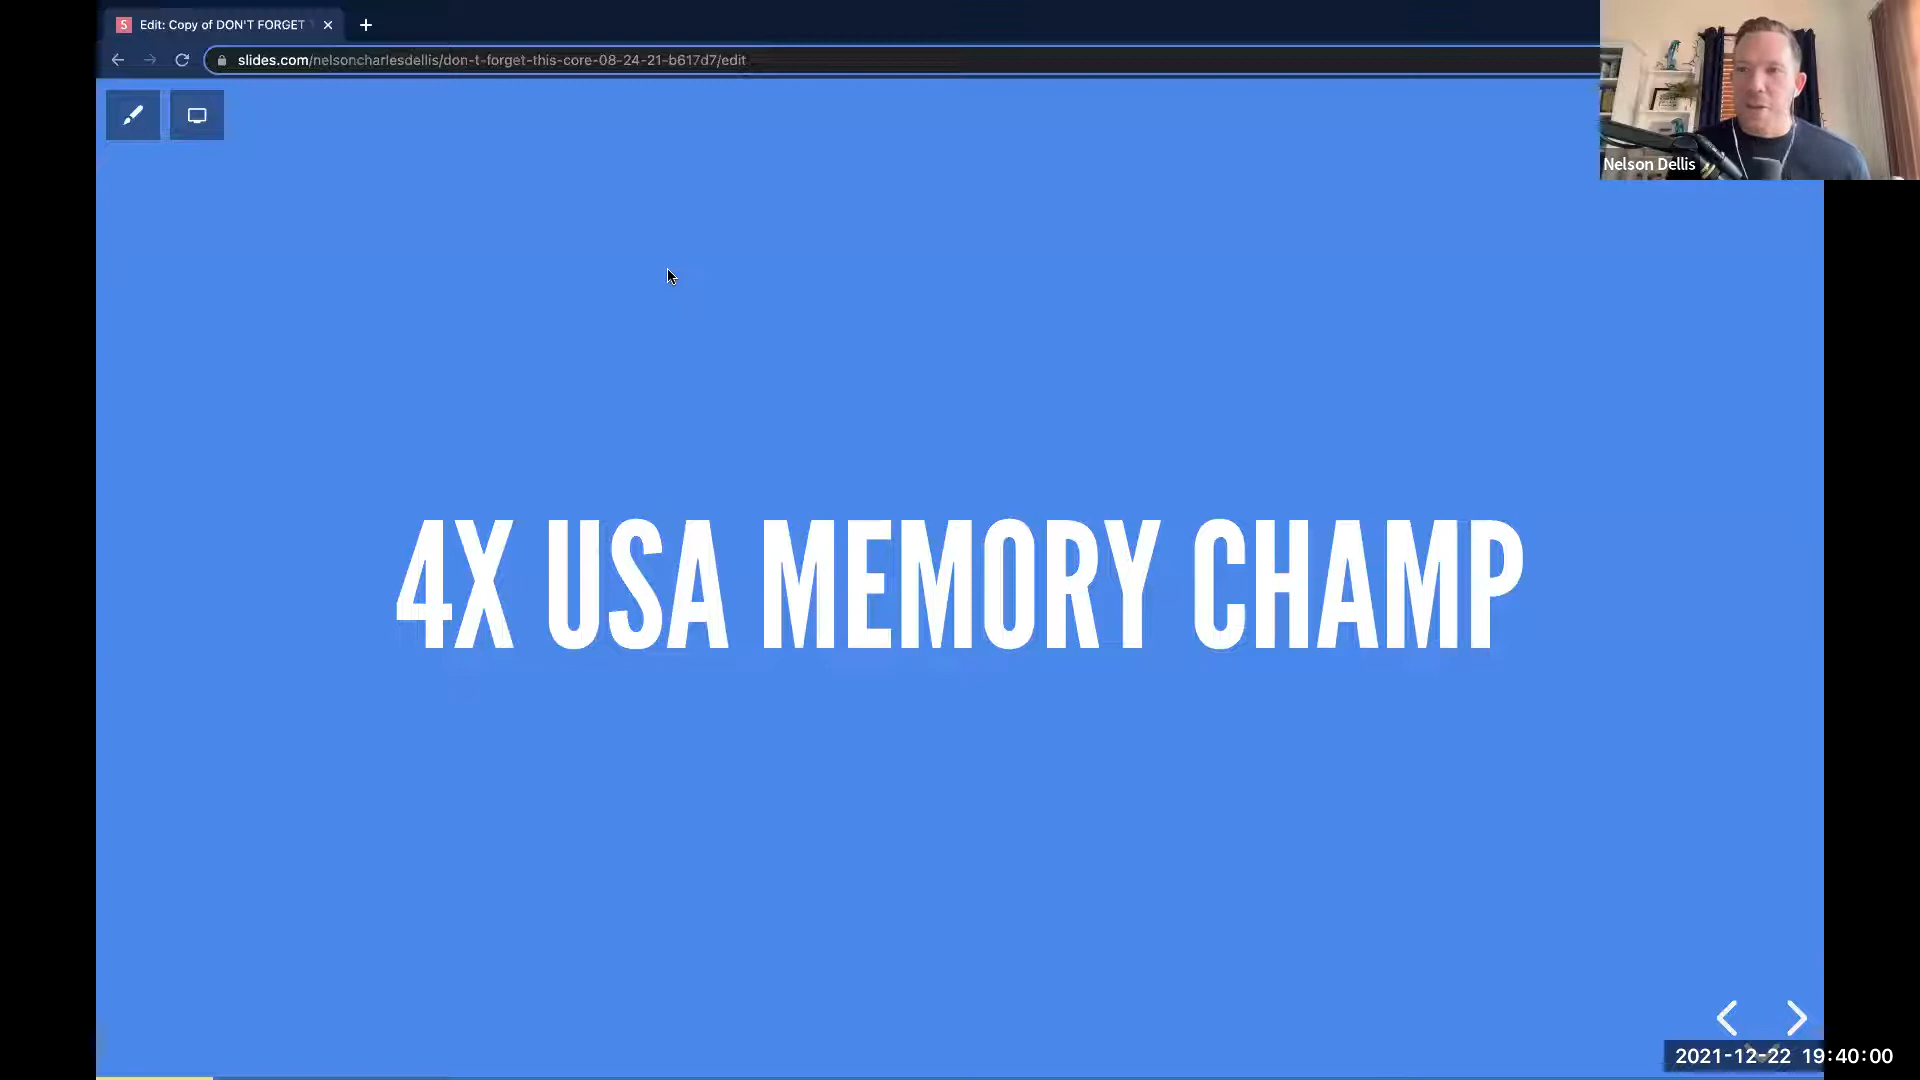 S Edit: Copy of DON'T FORGET
slides.com/nelsoncharlesdellis/don-t-forget-this-core-08-24-21-b617d7/edit
Nelson Dellis
4X USA MEMORY CHAMP
2021-12-22 19:40:00